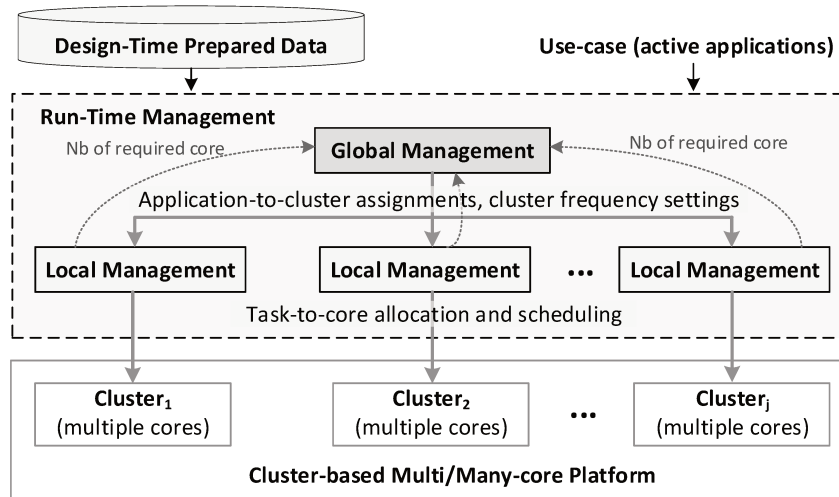 Design-Time Prepared Data
Use-case (active applications)
Run-Time Management
Nb of required core
Global Management
Nb of required core
Application-to-cluster assignments, cluster frequency settings
Local Management
Local Management
...
Local Management
Task-to-core allocation and scheduling
Cluster1
(multiple cores)
Cluster2
(multiple cores)
...
Clusterj
(multiple cores)
Cluster-based Multi/Many-core Platform